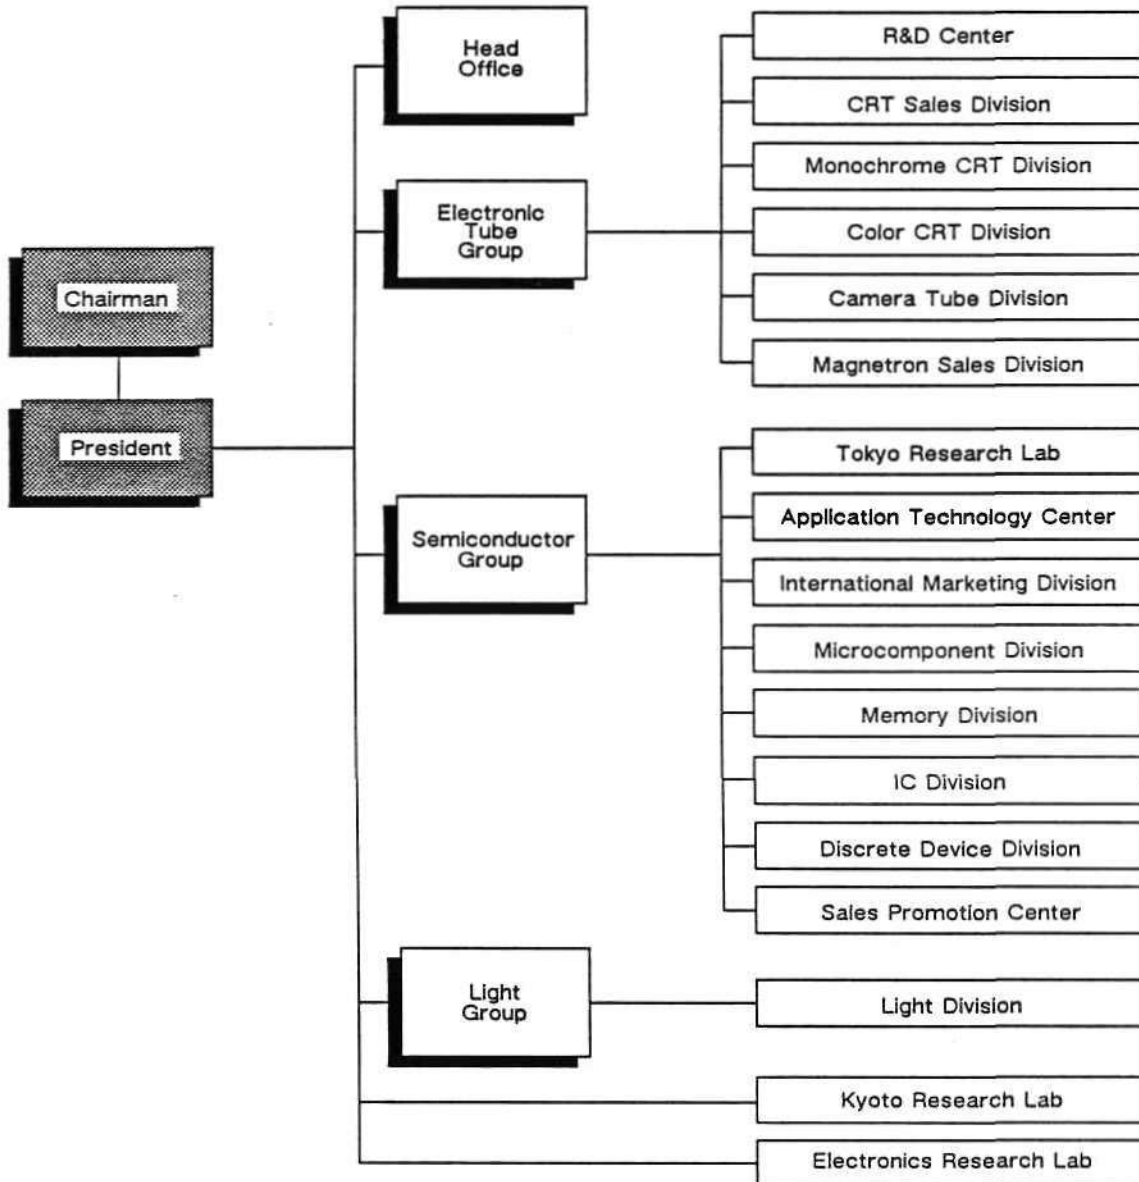 Chairman
President
Head
Office
Electronic
Tube
Group
R&D Center
CRT Sales Division
Monochrome CRT Division
Color CRT Division
Camera Tube Division
Magnetron Sales Division
Semiconductor
Group
Tokyo Research Lab
Application Technology Center
International Marketing Division
Microcomponent Division
Memory Division
IC Division
Discrete Device Division
Sales Promotion Center
Light
Group
Light Division
Kyoto Research Lab
Electronics Research Lab